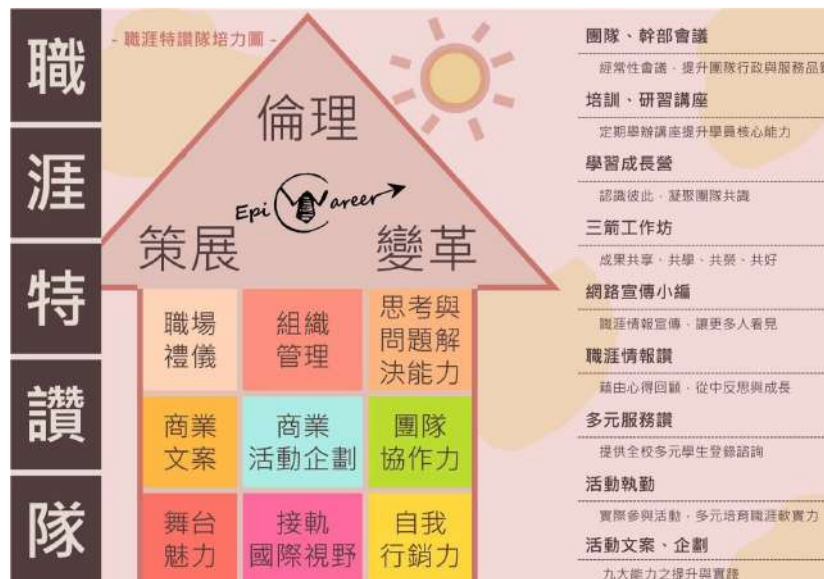 職
涯
特
讚
隊
- 職涯特讚隊培力圖 -
倫理
Epi Career
策展
變革
職場
禮儀
組織
管理
思考與
問題解
決能力
商業
文案
商業
活動企劃
團隊
協作力
舞台
魅力
接軌
國際視野
自我
行銷力
團隊、幹部會議
經常性會議，提升團隊行政與服務品質
培訓、研習講座
定期舉辦講座提升學員核心能力
學習成長營
認識彼此，凝聚團隊共識
三箭工作坊
成果共享、共學、共榮、共好
網路宣傳小編
職涯情報宣傳，讓更多人看見
職涯情報讚
藉由心得回顧，從中反思與成長
多元服務讚
提供全校多元學生登錄諮詢
活動執勤
實際參與活動，多元培育職涯軟實力
活動文案、企劃
九大能力之提升與實踐